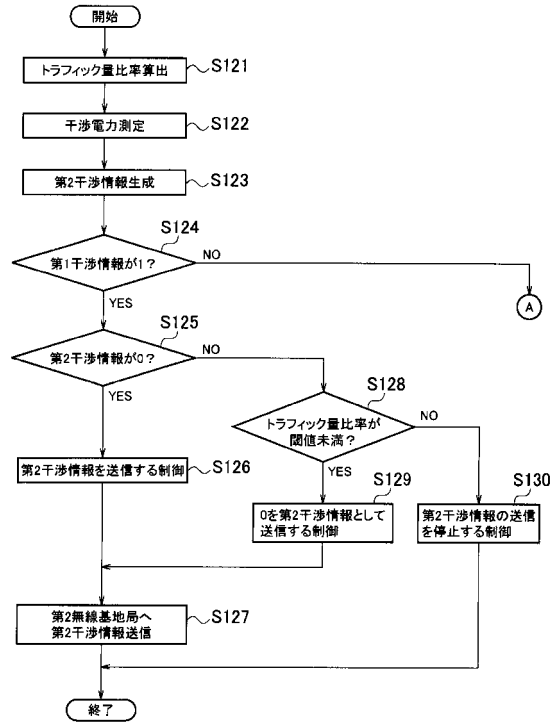 開始
トラフィック量比率算出
S121
干渉電力測定
S122
第2干渉情報生成
S123
S124
第1干渉情報が1？
NO
A
YES
S125
第2干渉情報が0？
NO
YES
S128
トラフィック量比率が
閾値未満？
NO
YES
第2干渉情報を送信する制御
S126
S129
0を第2干渉情報として
送信する制御
S130
第2干渉情報の送信
を停止する制御
第2無線基地局へ
第2干渉情報送信
S127
終了